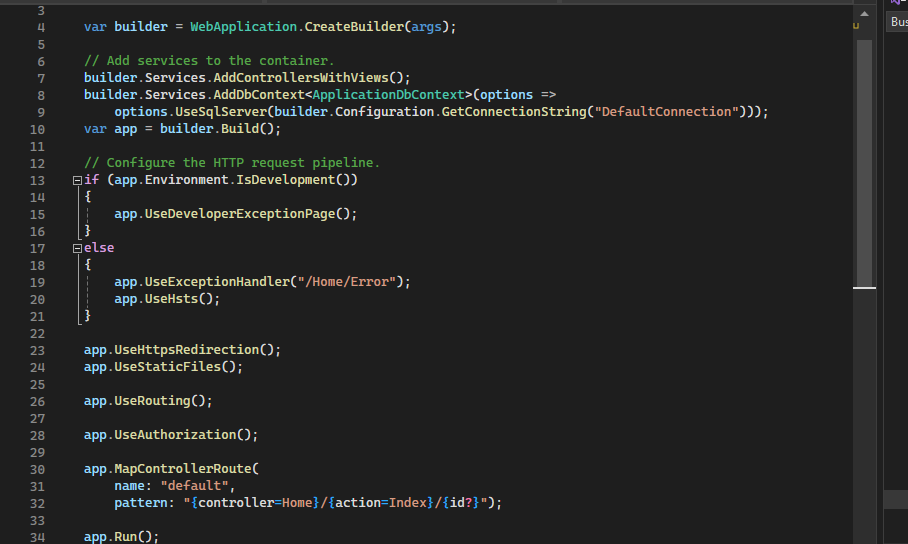 3
4 var builder = WebApplication.CreateBuilder(args);
5
6 // Add services to the container.
7 builder.Services.AddControllersWithViews();
8 builder.Services.AddDbContext<ApplicationDbContext>(options =>
9 options.UseSqlServer(builder.Configuration.GetConnectionString("DefaultConnection")));
10 var app = builder.Build();
11
12 // Configure the HTTP request pipeline.
13 if (app.Environment.IsDevelopment())
14 {
15 app.UseDeveloperExceptionPage();
16 }
17 else
18 {
19 app.UseExceptionHandler("/Home/Error");
20 app.UseHsts();
21 }
22
23 app.UseHttpsRedirection();
24 app.UseStaticFiles();
25
26 app.UseRouting();
27
28 app.UseAuthorization();
29
30 app.MapControllerRoute(
31 name: "default",
32 pattern: "{controller=Home}/{action=Index}/{id?}");
33
34 app.Run();
Bus